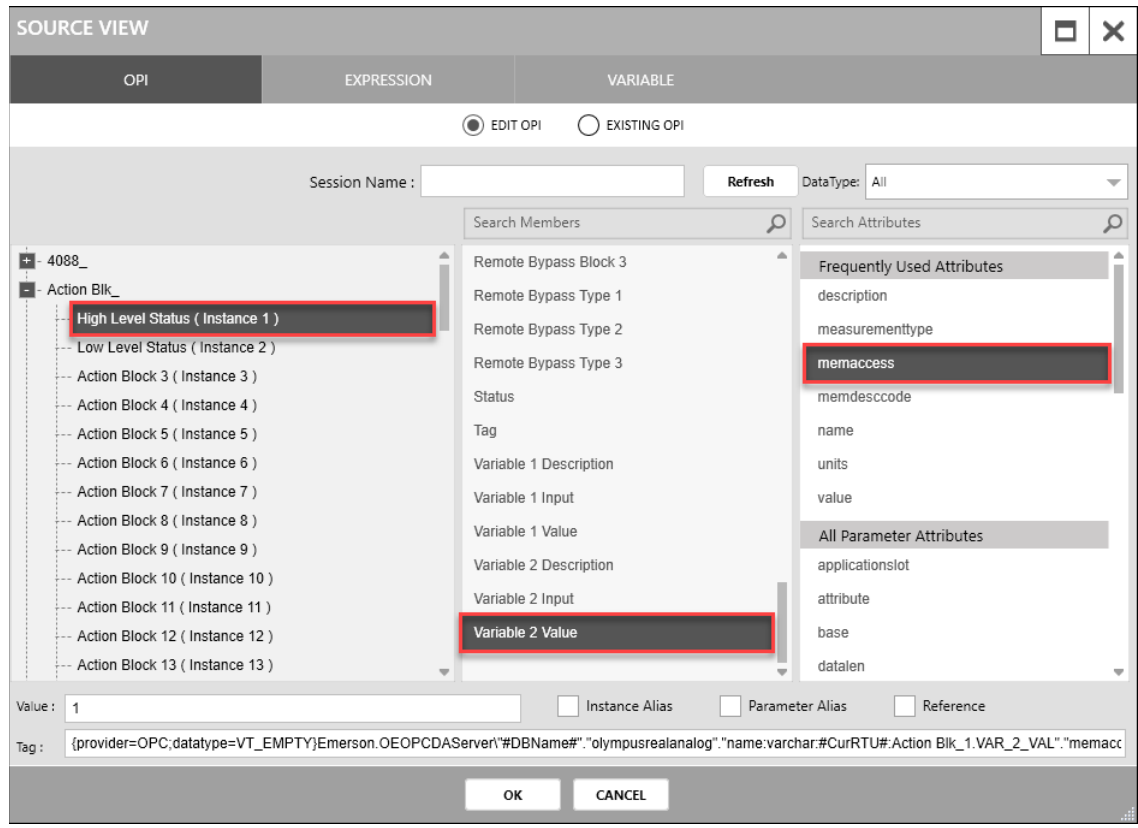 SOURCE VIEW
OPI EXPRESSION VARIABLE
EDIT OPI EXISTING OPI
Session Name : Refresh DataType: All
Search Members Search Attributes
4088_
Action Blk_
High Level Status ( Instance 1 )
Low Level Status ( Instance 2 )
Action Block 3 ( Instance 3 )
Action Block 4 ( Instance 4 )
Action Block 5 ( Instance 5 )
Action Block 6 ( Instance 6 )
Action Block 7 ( Instance 7 )
Action Block 8 ( Instance 8 )
Action Block 9 ( Instance 9 )
Action Block 10 ( Instance 10 )
Action Block 11 ( Instance 11 )
Action Block 12 ( Instance 12 )
Action Block 13 ( Instance 13 )
Remote Bypass Block 3
Remote Bypass Type 1
Remote Bypass Type 2
Remote Bypass Type 3
Status
Tag
Variable 1 Description
Variable 1 Input
Variable 1 Value
Variable 2 Description
Variable 2 Input
Variable 2 Value
Frequently Used Attributes
description
measurementtype
memaccess
memdesccode
name
units
value
All Parameter Attributes
applicationslot
attribute
base
datalen
Value : 1 Instance Alias Parameter Alias Reference
Tag : {provider=OPC;datatype=VT_EMPTY}Emerson.OEOPCDAServer\"#DBName#"."olympusrealanalog"."name:varchar:#CurRTU#:Action Blk_1.VAR_2_VAL"."memacc
OK CANCEL